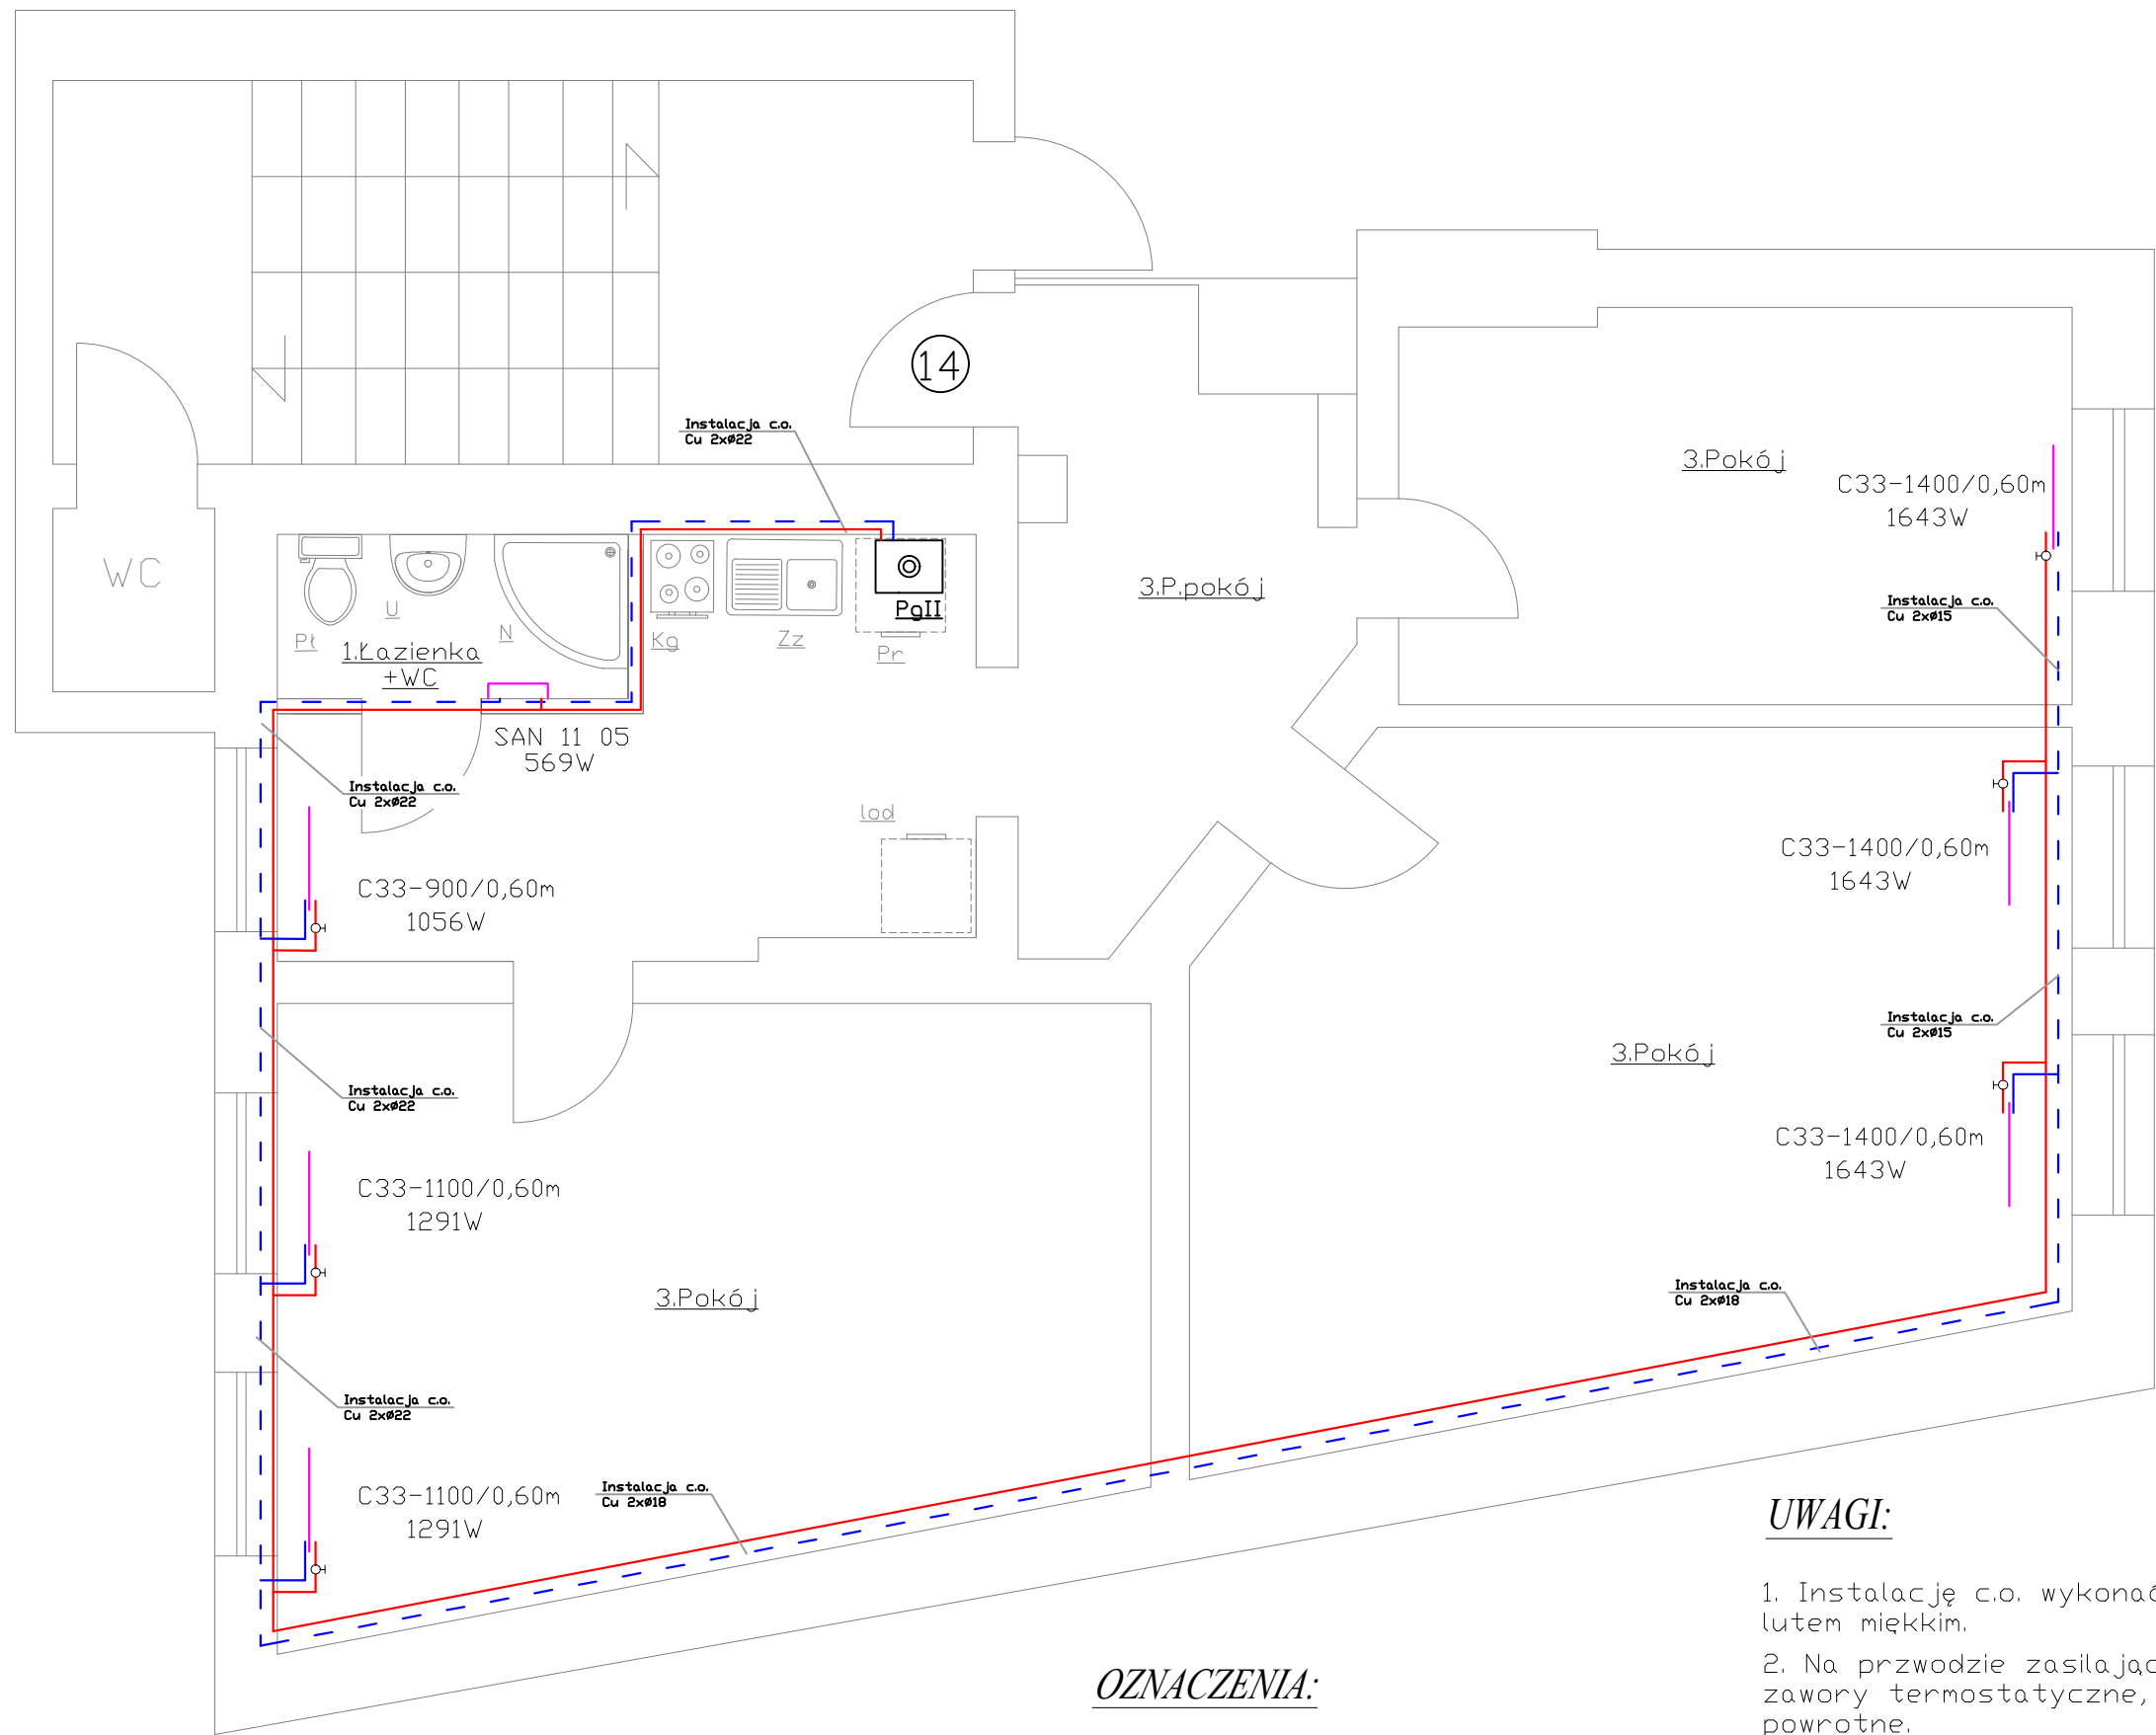 14
Instalacja c.o.
Cu 2xø22
3.Pokój
C33-1400/0,60m
1643W
WC
3.P.pokój
Instalacja c.o.
Cu 2xø15
PgII
U
N
Pł
Kg
Zz
Pr
1.Łazienka
+WC
SAN 11 05
569W
Instalacja c.o.
Cu 2xø22
lod
C33-1400/0,60m
1643W
C33-900/0,60m
1056W
Instalacja c.o.
Cu 2xø15
3.Pokój
Instalacja c.o.
Cu 2xø22
C33-1400/0,60m
1643W
C33-1100/0,60m
1291W
3.Pokój
Instalacja c.o.
Cu 2xø18
Instalacja c.o.
Cu 2xø22
C33-1100/0,60m
1291W
Instalacja c.o.
Cu 2xø18
UWAGI:
1. Instalację c.o. wykonać
lutem miękkim.
OZNACZENIA:
2. Na przwodzie zasilając
zawory termostatyczne,
powrotne.